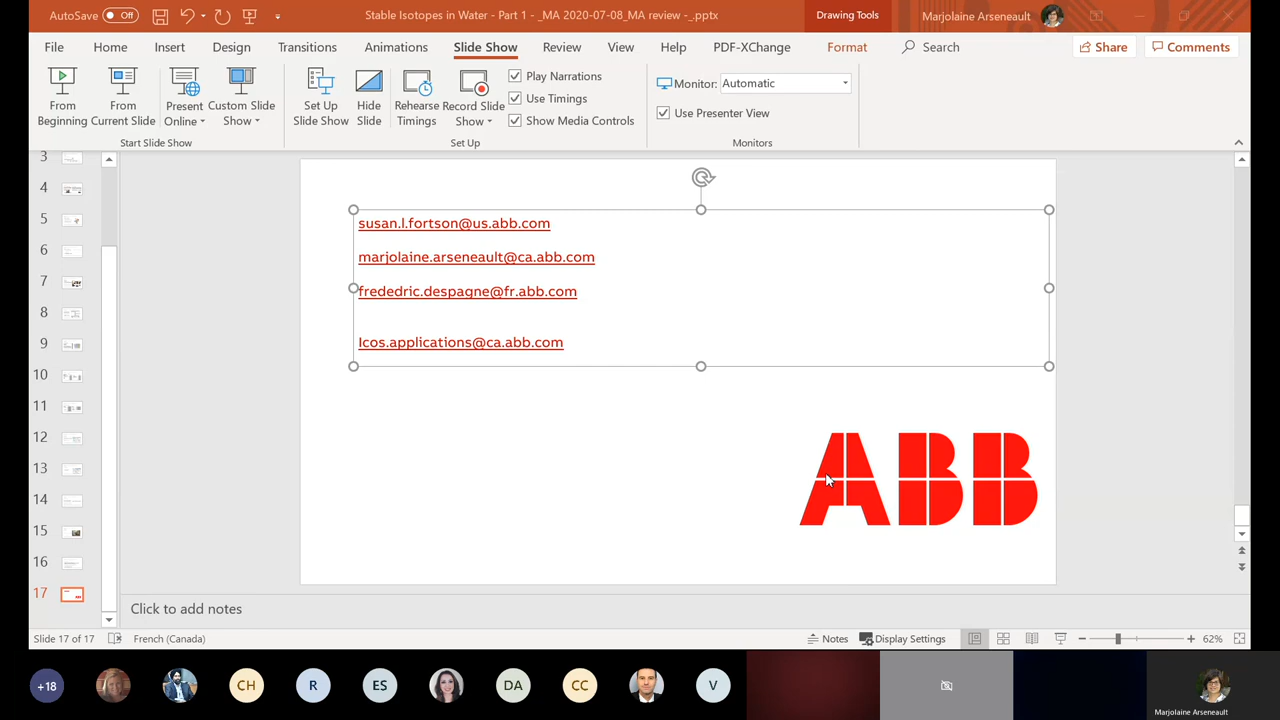 AutoSave Off Stable Isotopes in Water - Part 1 - _MA 2020-07-08_MA review -_.pptx Drawing Tools Marjolaine Arseneault
File Home Insert Design Transitions Animations Slide Show Review View Help PDF-XChange Format Search Share Comments
From Beginning
From Current Slide
Present Online
Custom Slide Show
Start Slide Show
Set Up Slide Show
Hide Slide
Rehearse Timings
Record Slide Show
Play Narrations
Use Timings
Show Media Controls
Set Up
Monitor: Automatic
Use Presenter View
Monitors
3
4
5
6
7
8
9
10
11
12
13
14
15
16
17
susan.l.fortson@us.abb.com
marjolaine.arseneault@ca.abb.com
frededric.despagne@fr.abb.com
Icos.applications@ca.abb.com
ABB
Click to add notes
Slide 17 of 17 French (Canada) Notes Display Settings 62%
+18 CH R ES DA CC V
Marjolaine Arseneault